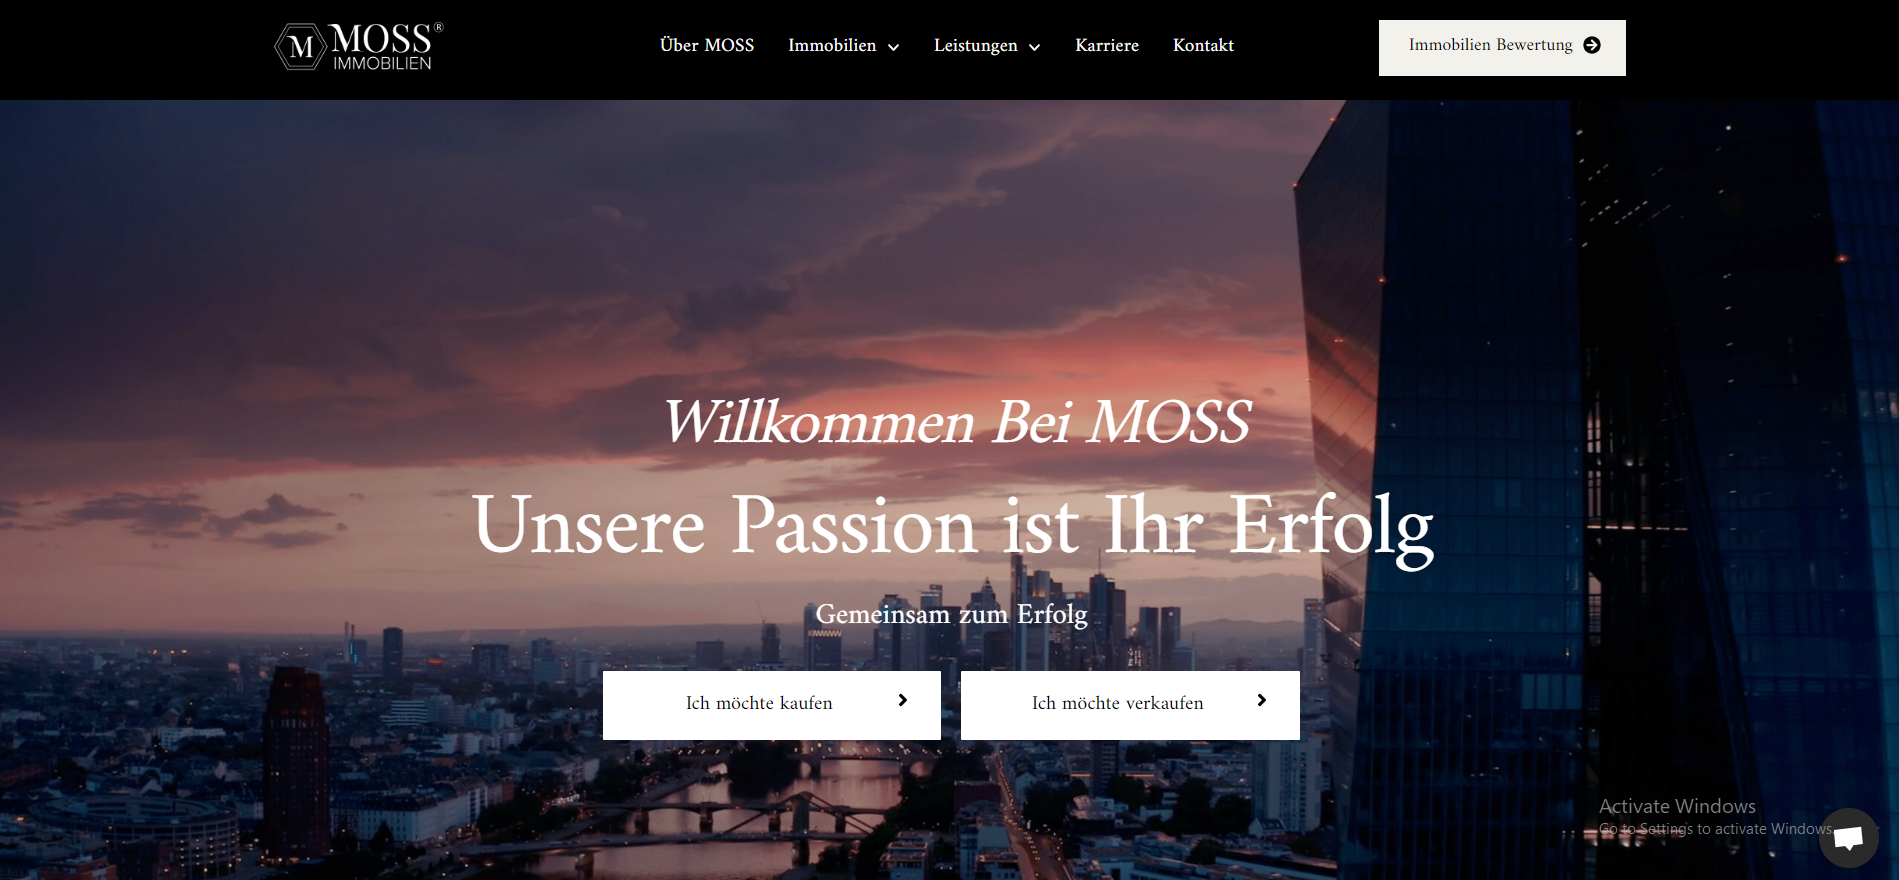 M MOSS®
IMMOBILIEN
Über MOSS
Immobilien
Leistungen
Karriere
Kontakt
Immobilien Bewertung
Willkommen Bei MOSS
Unsere Passion ist Ihr Erfolg
Gemeinsam zum Erfolg
Ich möchte kaufen
Ich möchte verkaufen
Activate Windows
Go to Settings to activate Windows.